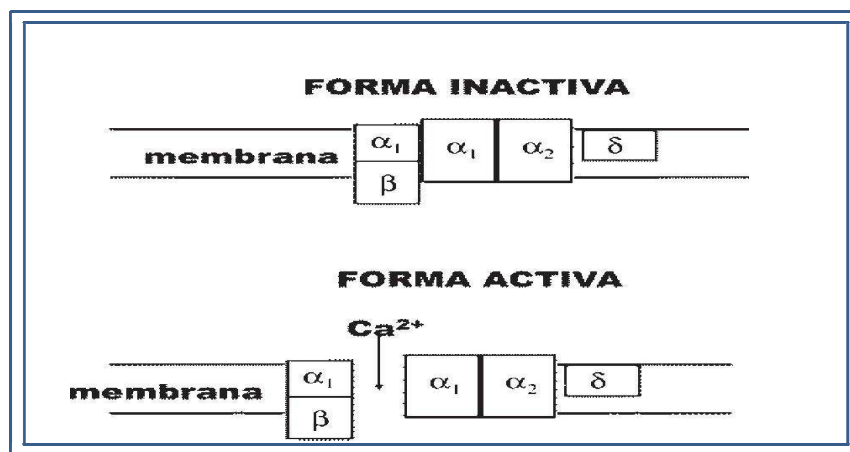 FORMA INACTIVA
membrana α₁ α₁ α₂ δ
β
FORMA ACTIVA
Ca²⁺
membrana α₁ α₁ α₂ δ
β